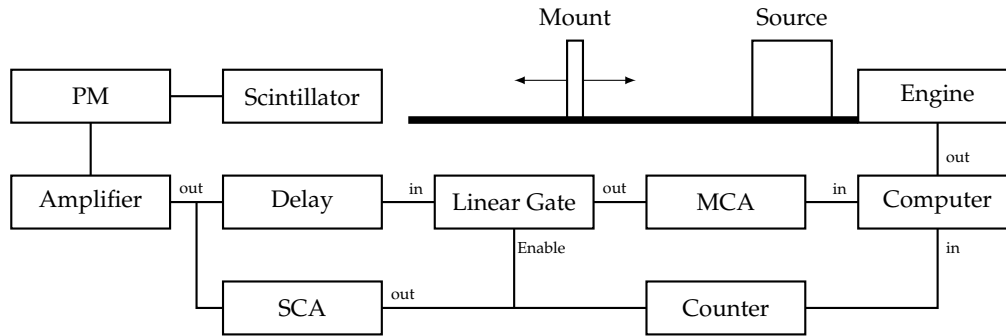 Mount
Source
PM
Scintillator
Engine
out
Amplifier
out
Delay
in
Linear Gate
out
MCA
in
Computer
Enable
in
SCA
out
Counter